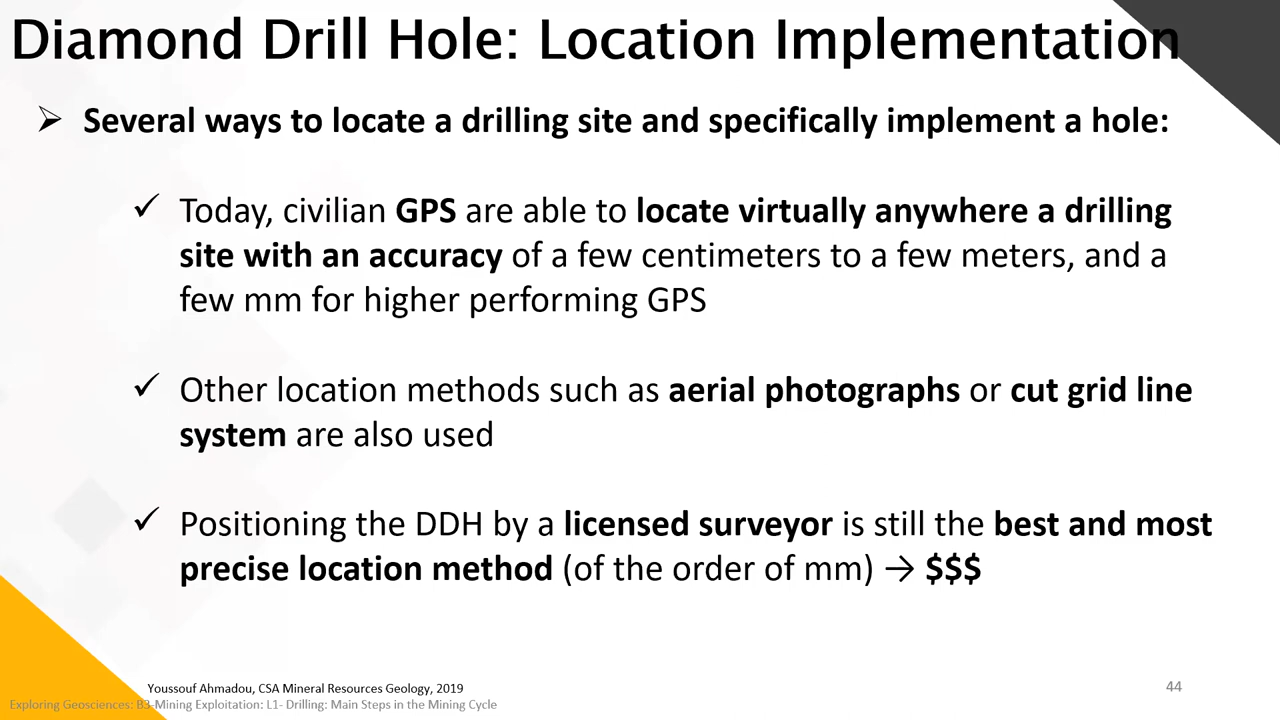 Diamond Drill Hole: Location Implementation
➢ Several ways to locate a drilling site and specifically implement a hole:
✓ Today, civilian GPS are able to locate virtually anywhere a drilling
site with an accuracy of a few centimeters to a few meters, and a
few mm for higher performing GPS
✓ Other location methods such as aerial photographs or cut grid line
system are also used
✓ Positioning the DDH by a licensed surveyor is still the best and most
precise location method (of the order of mm) → $$$
Youssouf Ahmadou, CSA Mineral Resources Geology, 2019
44
Exploring Geosciences: B3-Mining Exploitation: L1- Drilling: Main Steps in the Mining Cycle